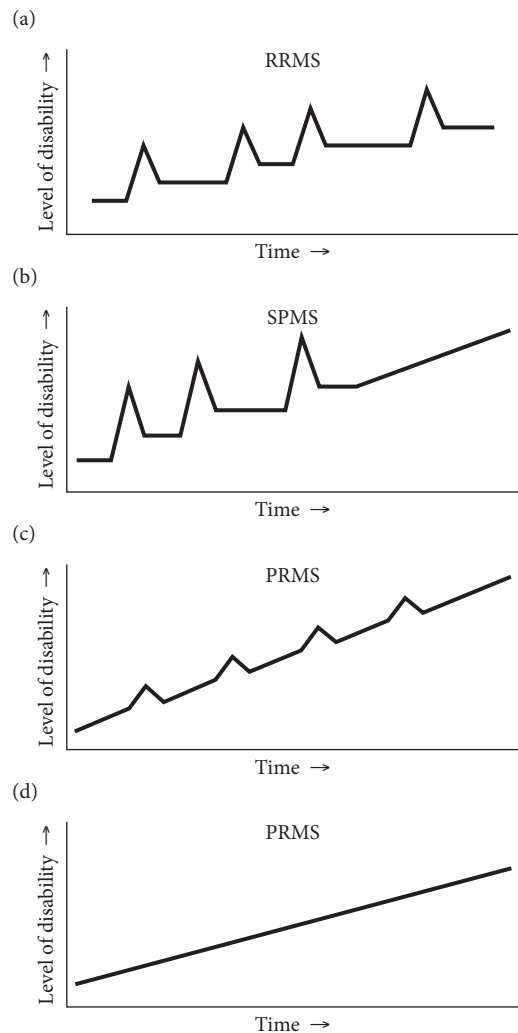 (a)
RRMS
Level of disability →
Time →
(b)
SPMS
Level of disability →
Time →
(c)
PRMS
Level of disability →
Time →
(d)
PRMS
Level of disability →
Time →